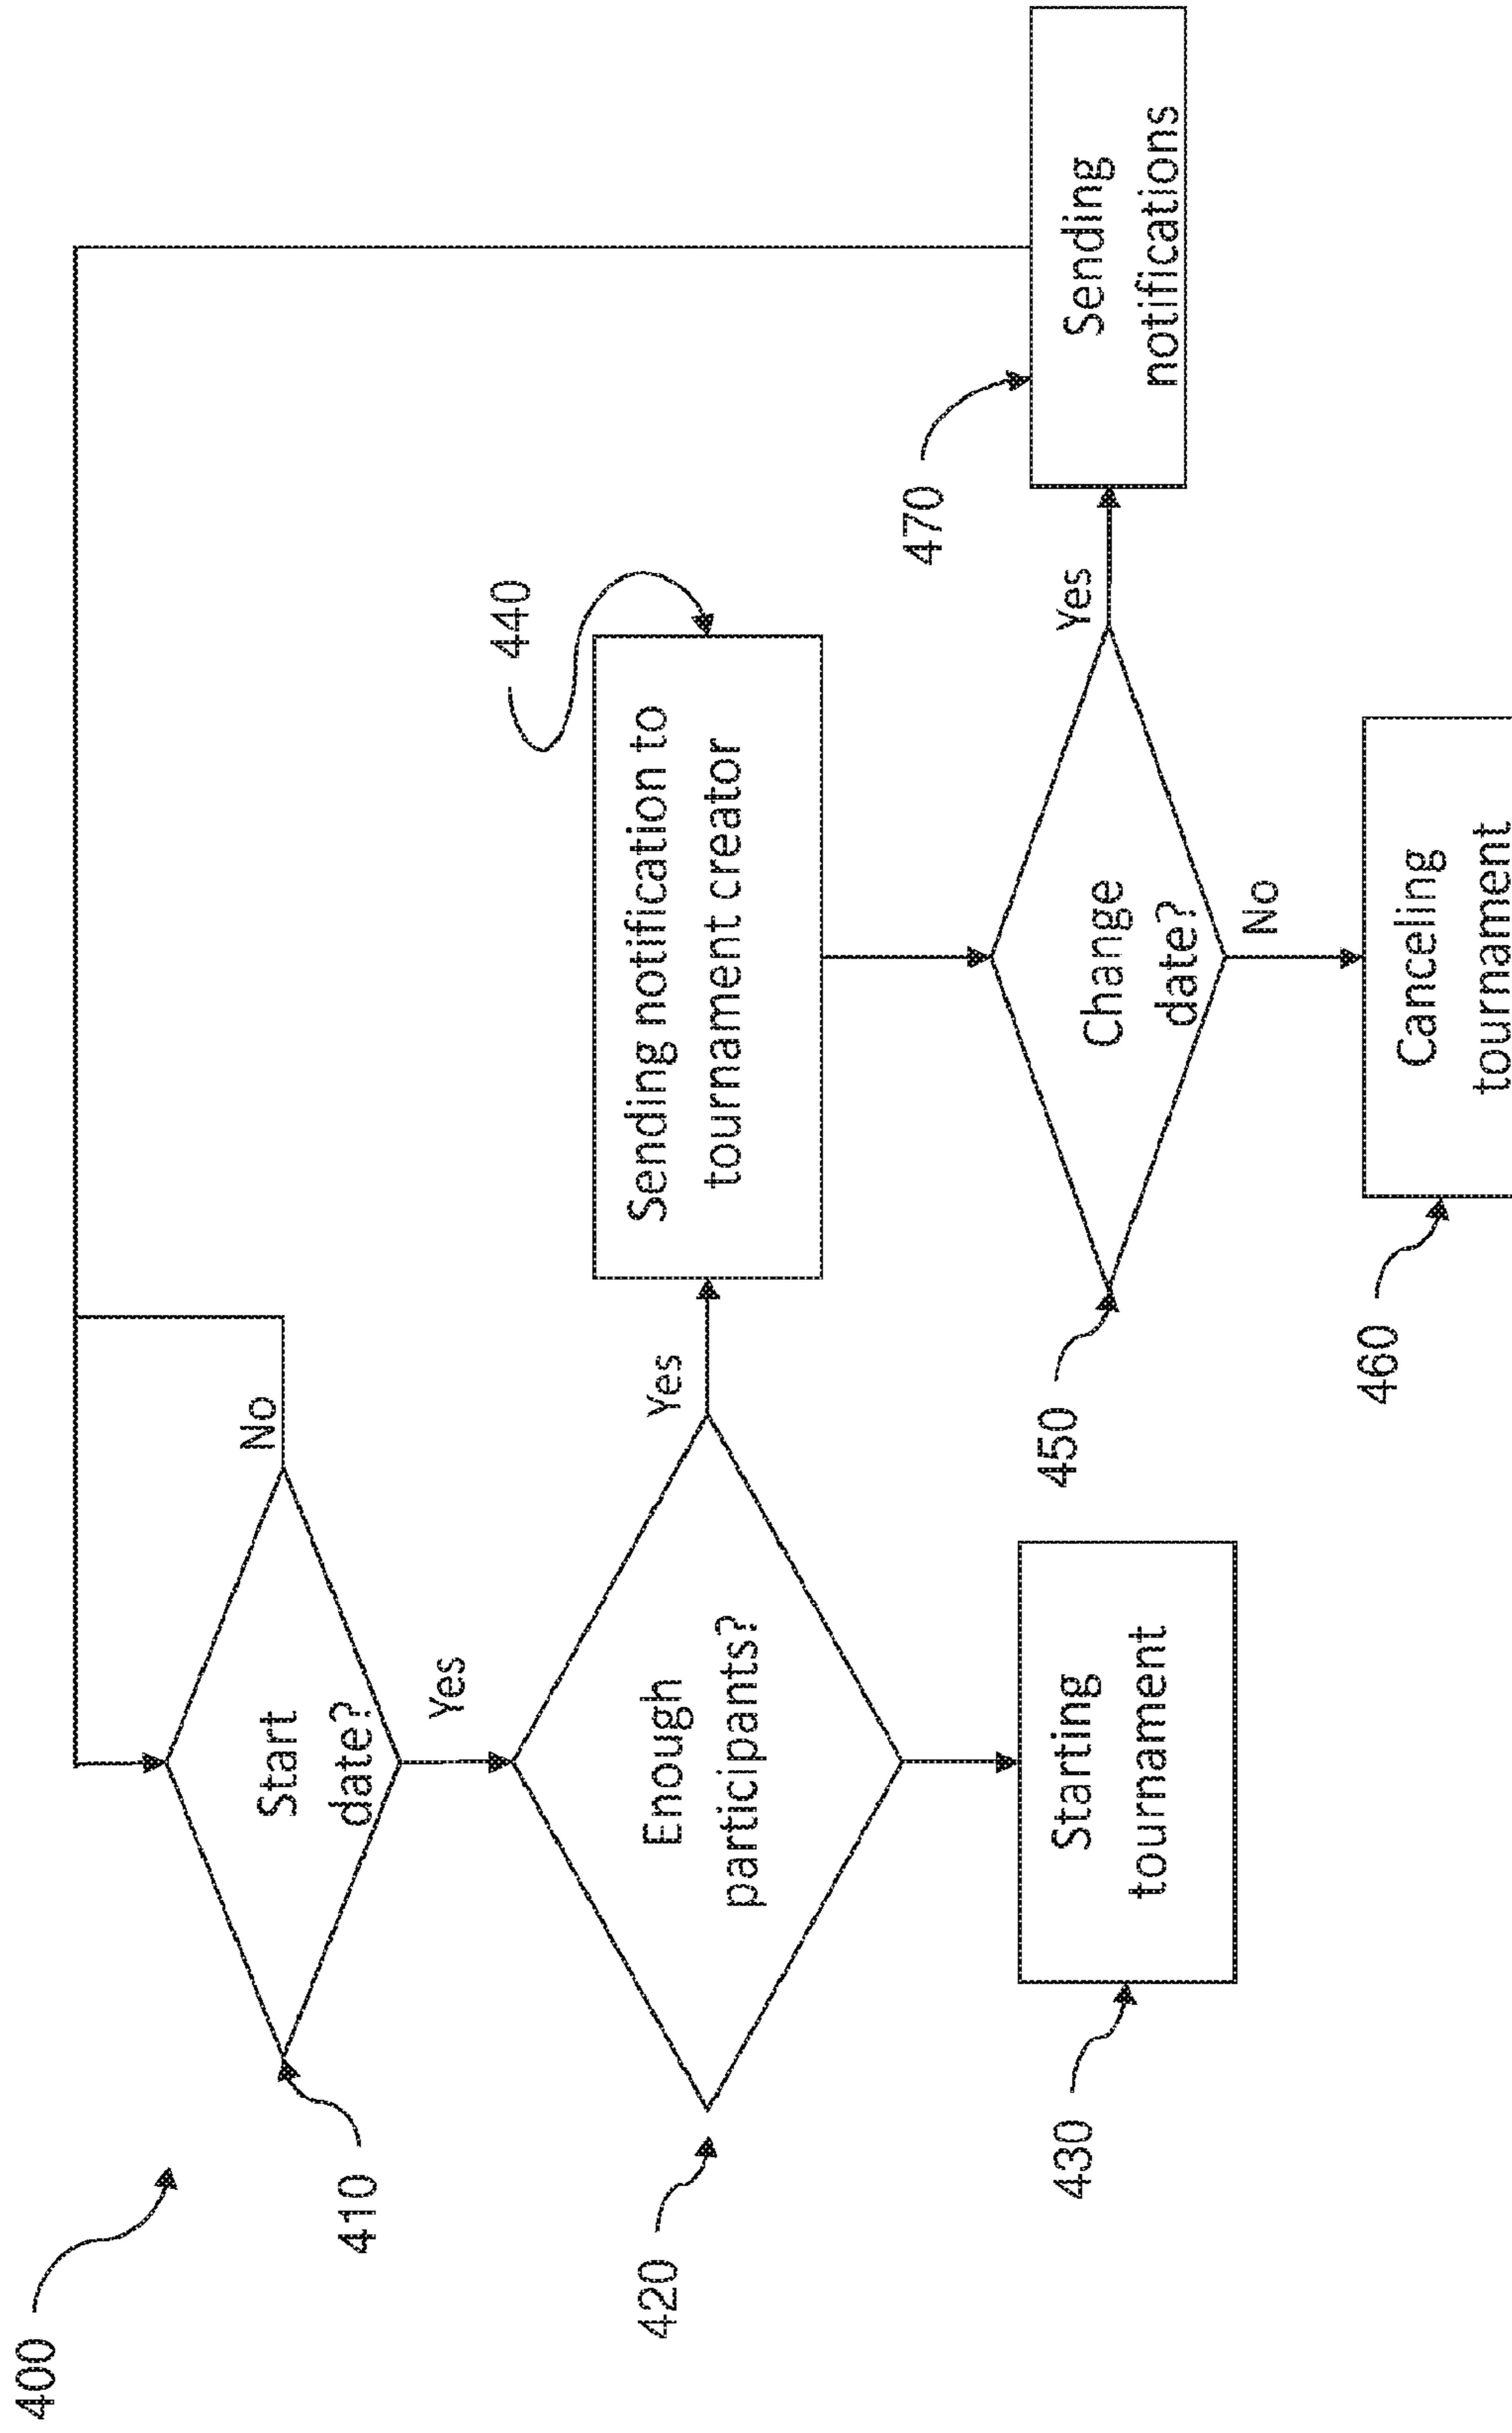 400
410
Start
date?
No
Yes
420
Enough
participants?
Yes
440
Sending notification to
tournament creator
430
Starting
tournament
450
Change
date?
Yes
470
Sending
notifications
No
460
Canceling
tournament